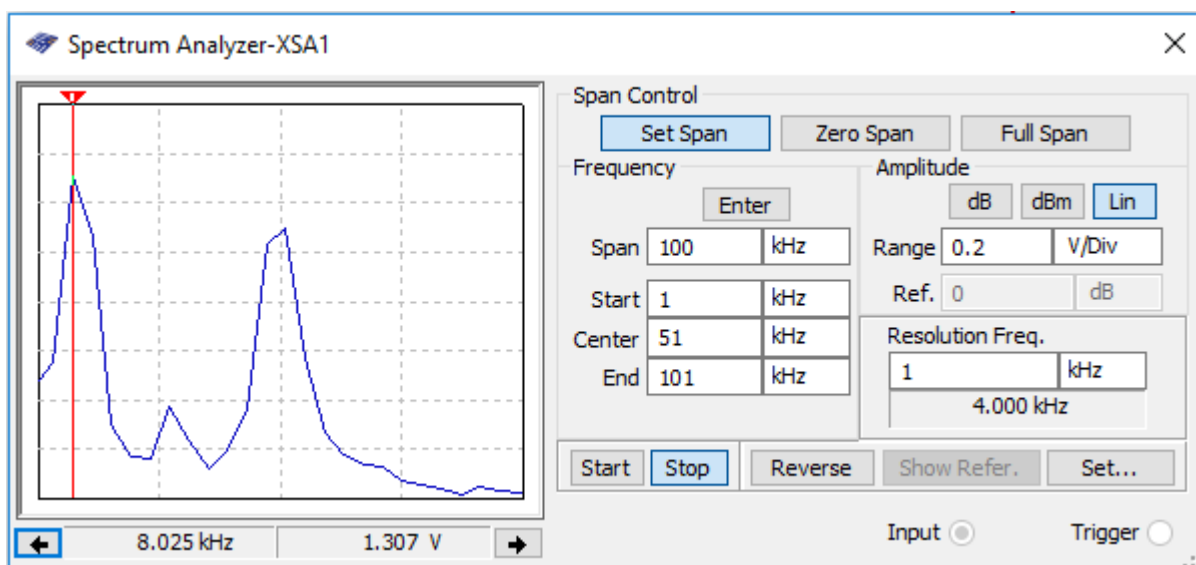 Spectrum Analyzer-XSA1
Span Control
Set Span Zero Span Full Span
Frequency
Enter
Span 100 kHz
Start 1 kHz
Center 51 kHz
End 101 kHz
Amplitude
dB dBm Lin
Range 0.2 V/Div
Ref. 0 dB
Resolution Freq.
1 kHz
4.000 kHz
Start Stop Reverse Show Refer. Set...
8.025 kHz 1.307 V
Input Trigger